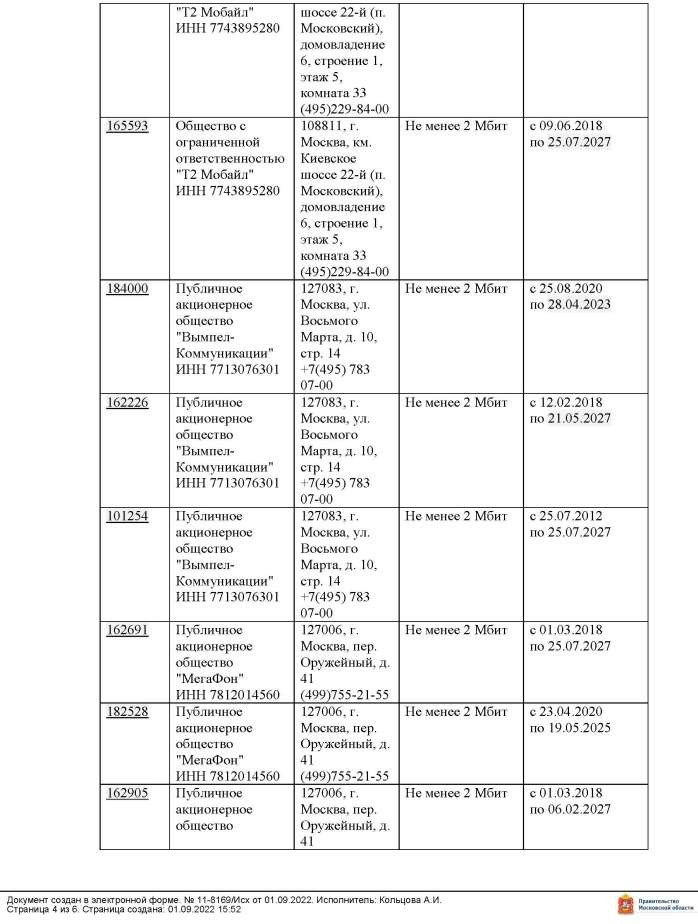 "Т2 Мобайл"
ИНН 7743895280
шоссе 22-й (п.
Московский),
домовладение
6, строение 1,
этаж 5,
комната 33
(495)229-84-00
165593
Общество с
ограниченной
ответственностью
"Т2 Мобайл"
ИНН 7743895280
108811, г.
Москва, км.
Киевское
шоссе 22-й (п.
Московский),
домовладение
6, строение 1,
этаж 5,
комната 33
(495)229-84-00
Не менее 2 Мбит
с 09.06.2018
по 25.07.2027
184000
Публичное
акционерное
общество
"Вымпел-
Коммуникации"
ИНН 7713076301
127083, г.
Москва, ул.
Восьмого
Марта, д. 10,
стр. 14
+7(495) 783
07-00
Не менее 2 Мбит
с 25.08.2020
по 28.04.2023
162226
Публичное
акционерное
общество
"Вымпел-
Коммуникации"
ИНН 7713076301
127083, г.
Москва, ул.
Восьмого
Марта, д. 10,
стр. 14
+7(495) 783
07-00
Не менее 2 Мбит
с 12.02.2018
по 21.05.2027
101254
Публичное
акционерное
общество
"Вымпел-
Коммуникации"
ИНН 7713076301
127083, г.
Москва, ул.
Восьмого
Марта, д. 10,
стр. 14
+7(495) 783
07-00
Не менее 2 Мбит
с 25.07.2012
по 25.07.2027
162691
Публичное
акционерное
общество
"МегаФон"
ИНН 7812014560
127006, г.
Москва, пер.
Оружейный, д.
41
(499)755-21-55
Не менее 2 Мбит
с 01.03.2018
по 25.07.2027
182528
Публичное
акционерное
общество
"МегаФон"
ИНН 7812014560
127006, г.
Москва, пер.
Оружейный, д.
41
(499)755-21-55
Не менее 2 Мбит
с 23.04.2020
по 19.05.2025
162905
Публичное
акционерное
общество
127006, г.
Москва, пер.
Оружейный, д.
41
Не менее 2 Мбит
с 01.03.2018
по 06.02.2027
Документ создан в электронной форме. № 11-8169/Исх от 01.09.2022. Исполнитель: Кольцова А.И.
Страница 4 из 6. Страница создана: 01.09.2022 15:52
Правительство
Московской области